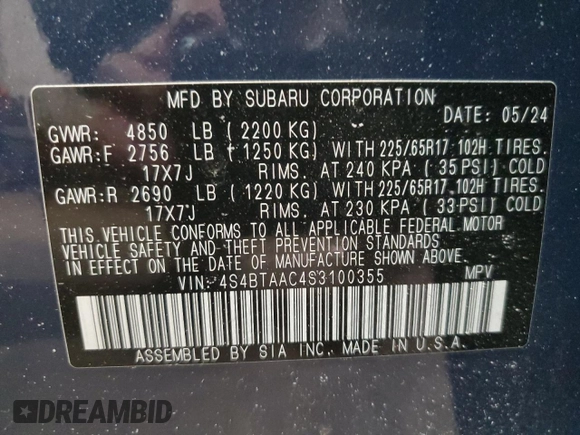 MFD BY SUBARU CORPORATION
DATE: 05/24
GVWR: 4850 LB (2200 KG)
GAWR:F 2756 LB (1250 KG) WITH 225/65R17 102H TIRES.
17X7J RIMS. AT 240 KPA (35 PSI) COLD
GAWR:R 2690 LB (1220 KG) WITH 225/65R17 102H TIRES.
17X7J RIMS. AT 230 KPA (33 PSI) COLD
THIS VEHICLE CONFORMS TO ALL APPLICABLE FEDERAL MOTOR
VEHICLE SAFETY AND THEFT PREVENTION STANDARDS
IN EFFECT ON THE DATE OF MANUFACTURE SHOWN ABOVE.
VIN: 4S4BTAAC4S3100355 MPV
ASSEMBLED BY SIA INC. MADE IN U.S.A.
DREAMBID